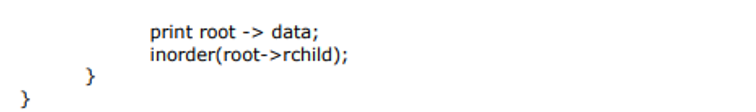 print root -> data;
inorder(root->rchild);
}
}